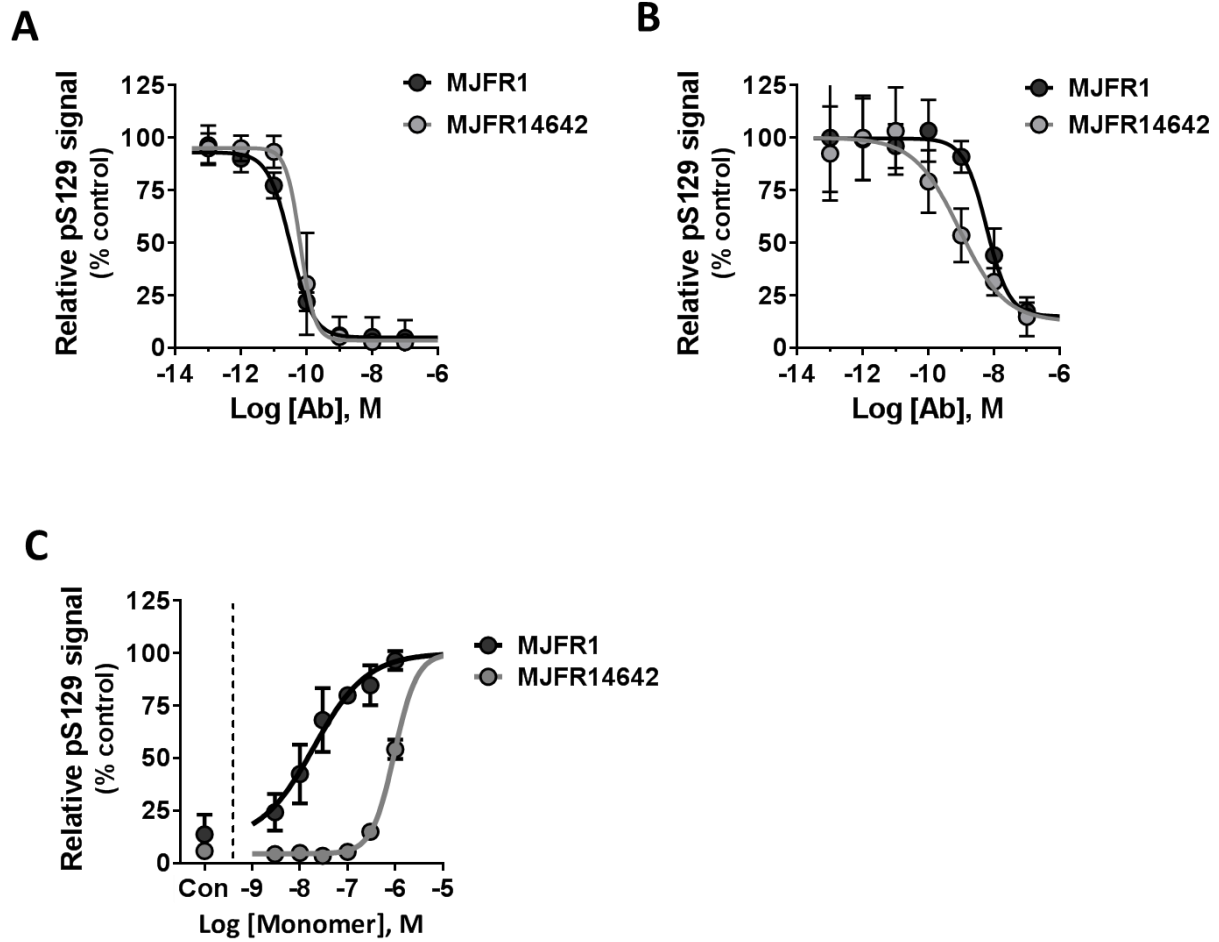 A
Relative pS129 signal
(% control)
125
100
75
50
25
0
-14
-12
-10
-8
-6
Log [Ab], M
MJFR1
MJFR14642
B
Relative pS129 signal
(% control)
125
100
75
50
25
0
-14
-12
-10
-8
-6
Log [Ab], M
MJFR1
MJFR14642
C
Relative pS129 signal
(% control)
125
100
75
50
25
0
Con
-9
-8
-7
-6
-5
Log [Monomer], M
MJFR1
MJFR14642